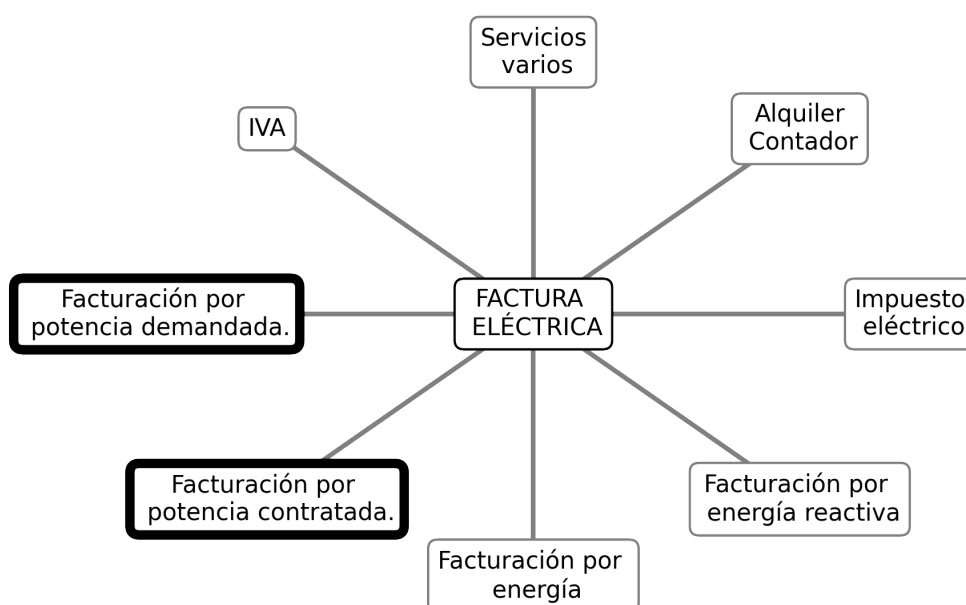 Servicios
varios
IVA
Alquiler
Contador
Facturación por
potencia demandada.
FACTURA
ELÉCTRICA
Impuesto
eléctrico
Facturación por
potencia contratada.
Facturación por
energía reactiva
Facturación por
energía